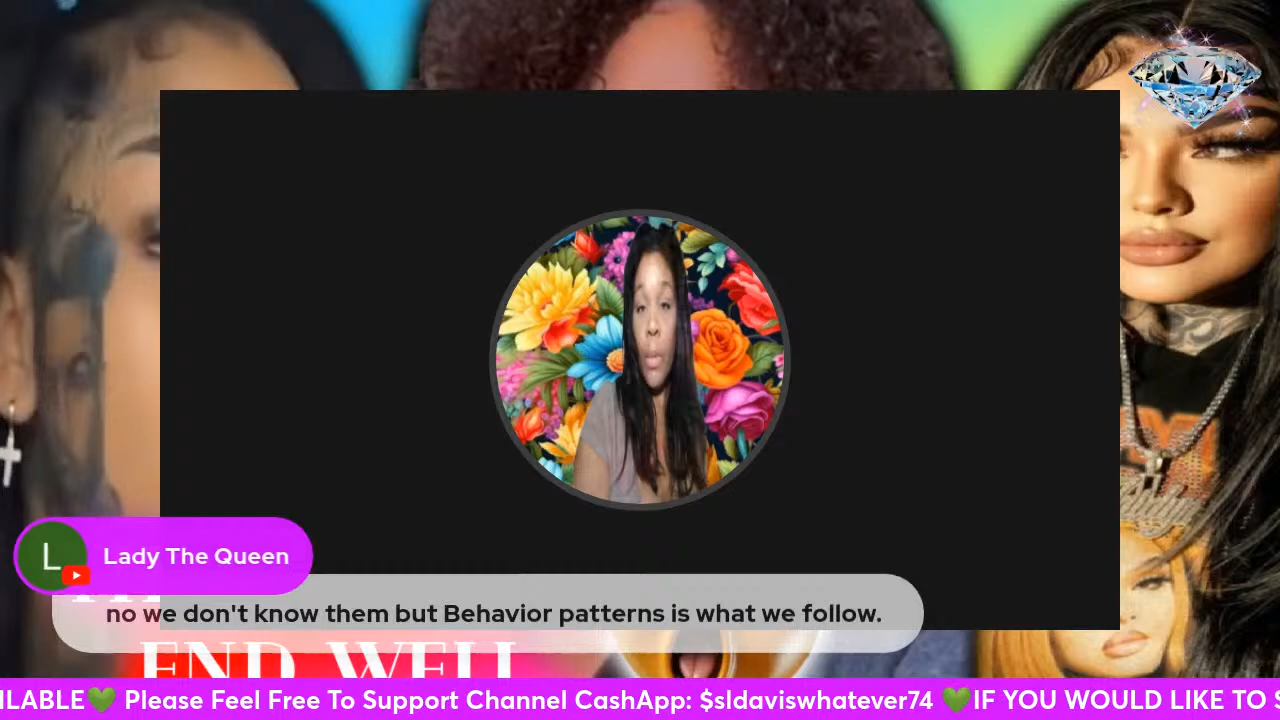 L
Lady The Queen
no we don't know them but Behavior patterns is what we follow.
END WELL
ILABLE💚 Please Feel Free To Support Channel CashApp: $sldaviswhatever74 💚IF YOU WOULD LIKE TO